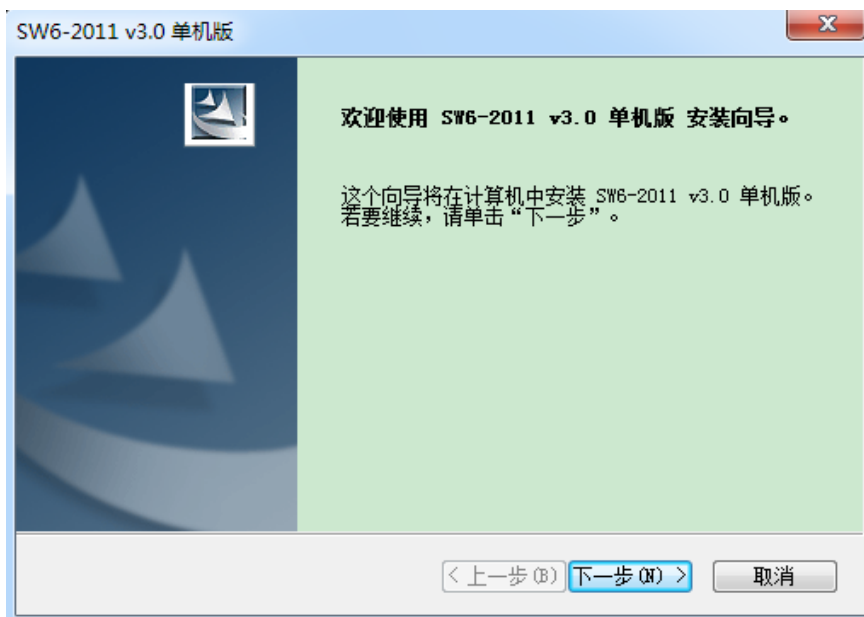 SW6-2011 v3.0 单机版
欢迎使用 SW6-2011 v3.0 单机版 安装向导。
这个向导将在计算机中安装 SW6-2011 v3.0 单机版。
若要继续，请单击“下一步”。
< 上一步(B)
下一步(N) >
取消